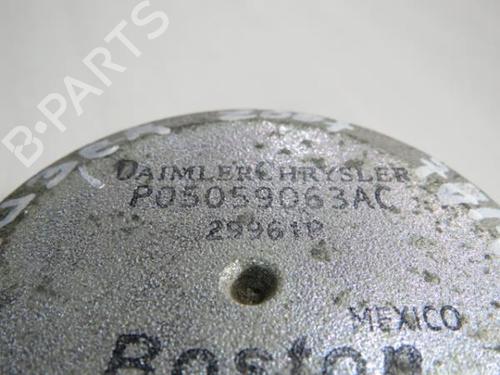 B-PARTS
DAIMLERCHRYSLER
P05059063AC
29961P
MEXICO
Boston